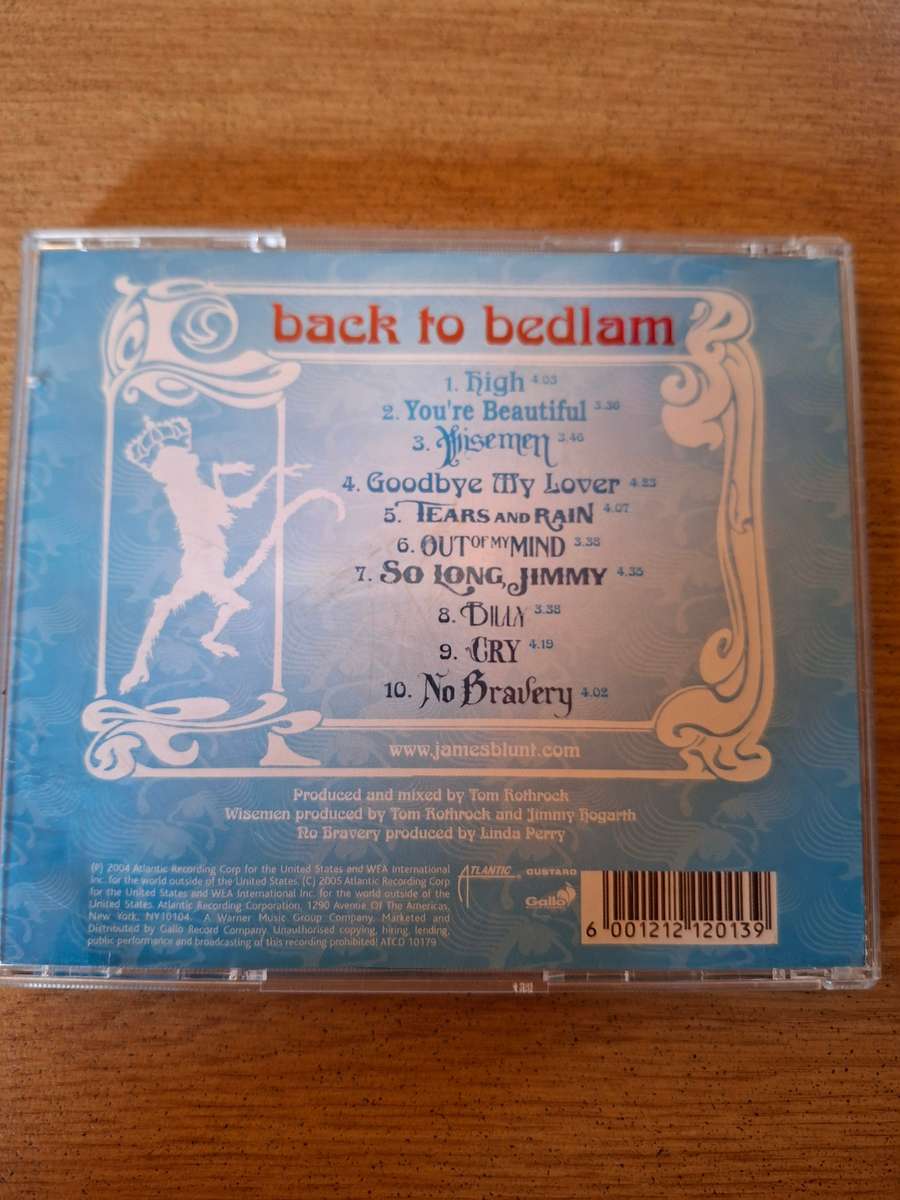 back to bedlam
1. High 4.03
2. You're Beautiful 3.30
3. Wisemen 3.46
4. Goodbye My Lover 4.23
5. TEARS AND RAIN 4.07
6. OUT OF MY MIND 3.38
7. SO LONG, JIMMY 4.35
8. BILLY 3.38
9. CRY 4.19
10. No Bravery 4.02
www.jamesblunt.com
Produced and mixed by Tom Rothrock
Wisemen produced by Tom Rothrock and Jimmy Hogarth
No Bravery produced by Linda Perry
(P) 2004 Atlantic Recording Corp for the United States and WEA International
Inc. for the world outside of the United States. (C) 2005 Atlantic Recording Corp
for the United States and WEA International Inc. for the world outside of the
United States. Atlantic Recording Corporation, 1290 Avenue Of The Americas,
New York, NY10104. A Warner Music Group Company. Marketed and
Distributed by Gallo Record Company. Unauthorised copying, hiring, lending,
public performance and broadcasting of this recording prohibited! ATCD 10179
ATLANTIC
CUSTARD
Gallo
6 001212 120139